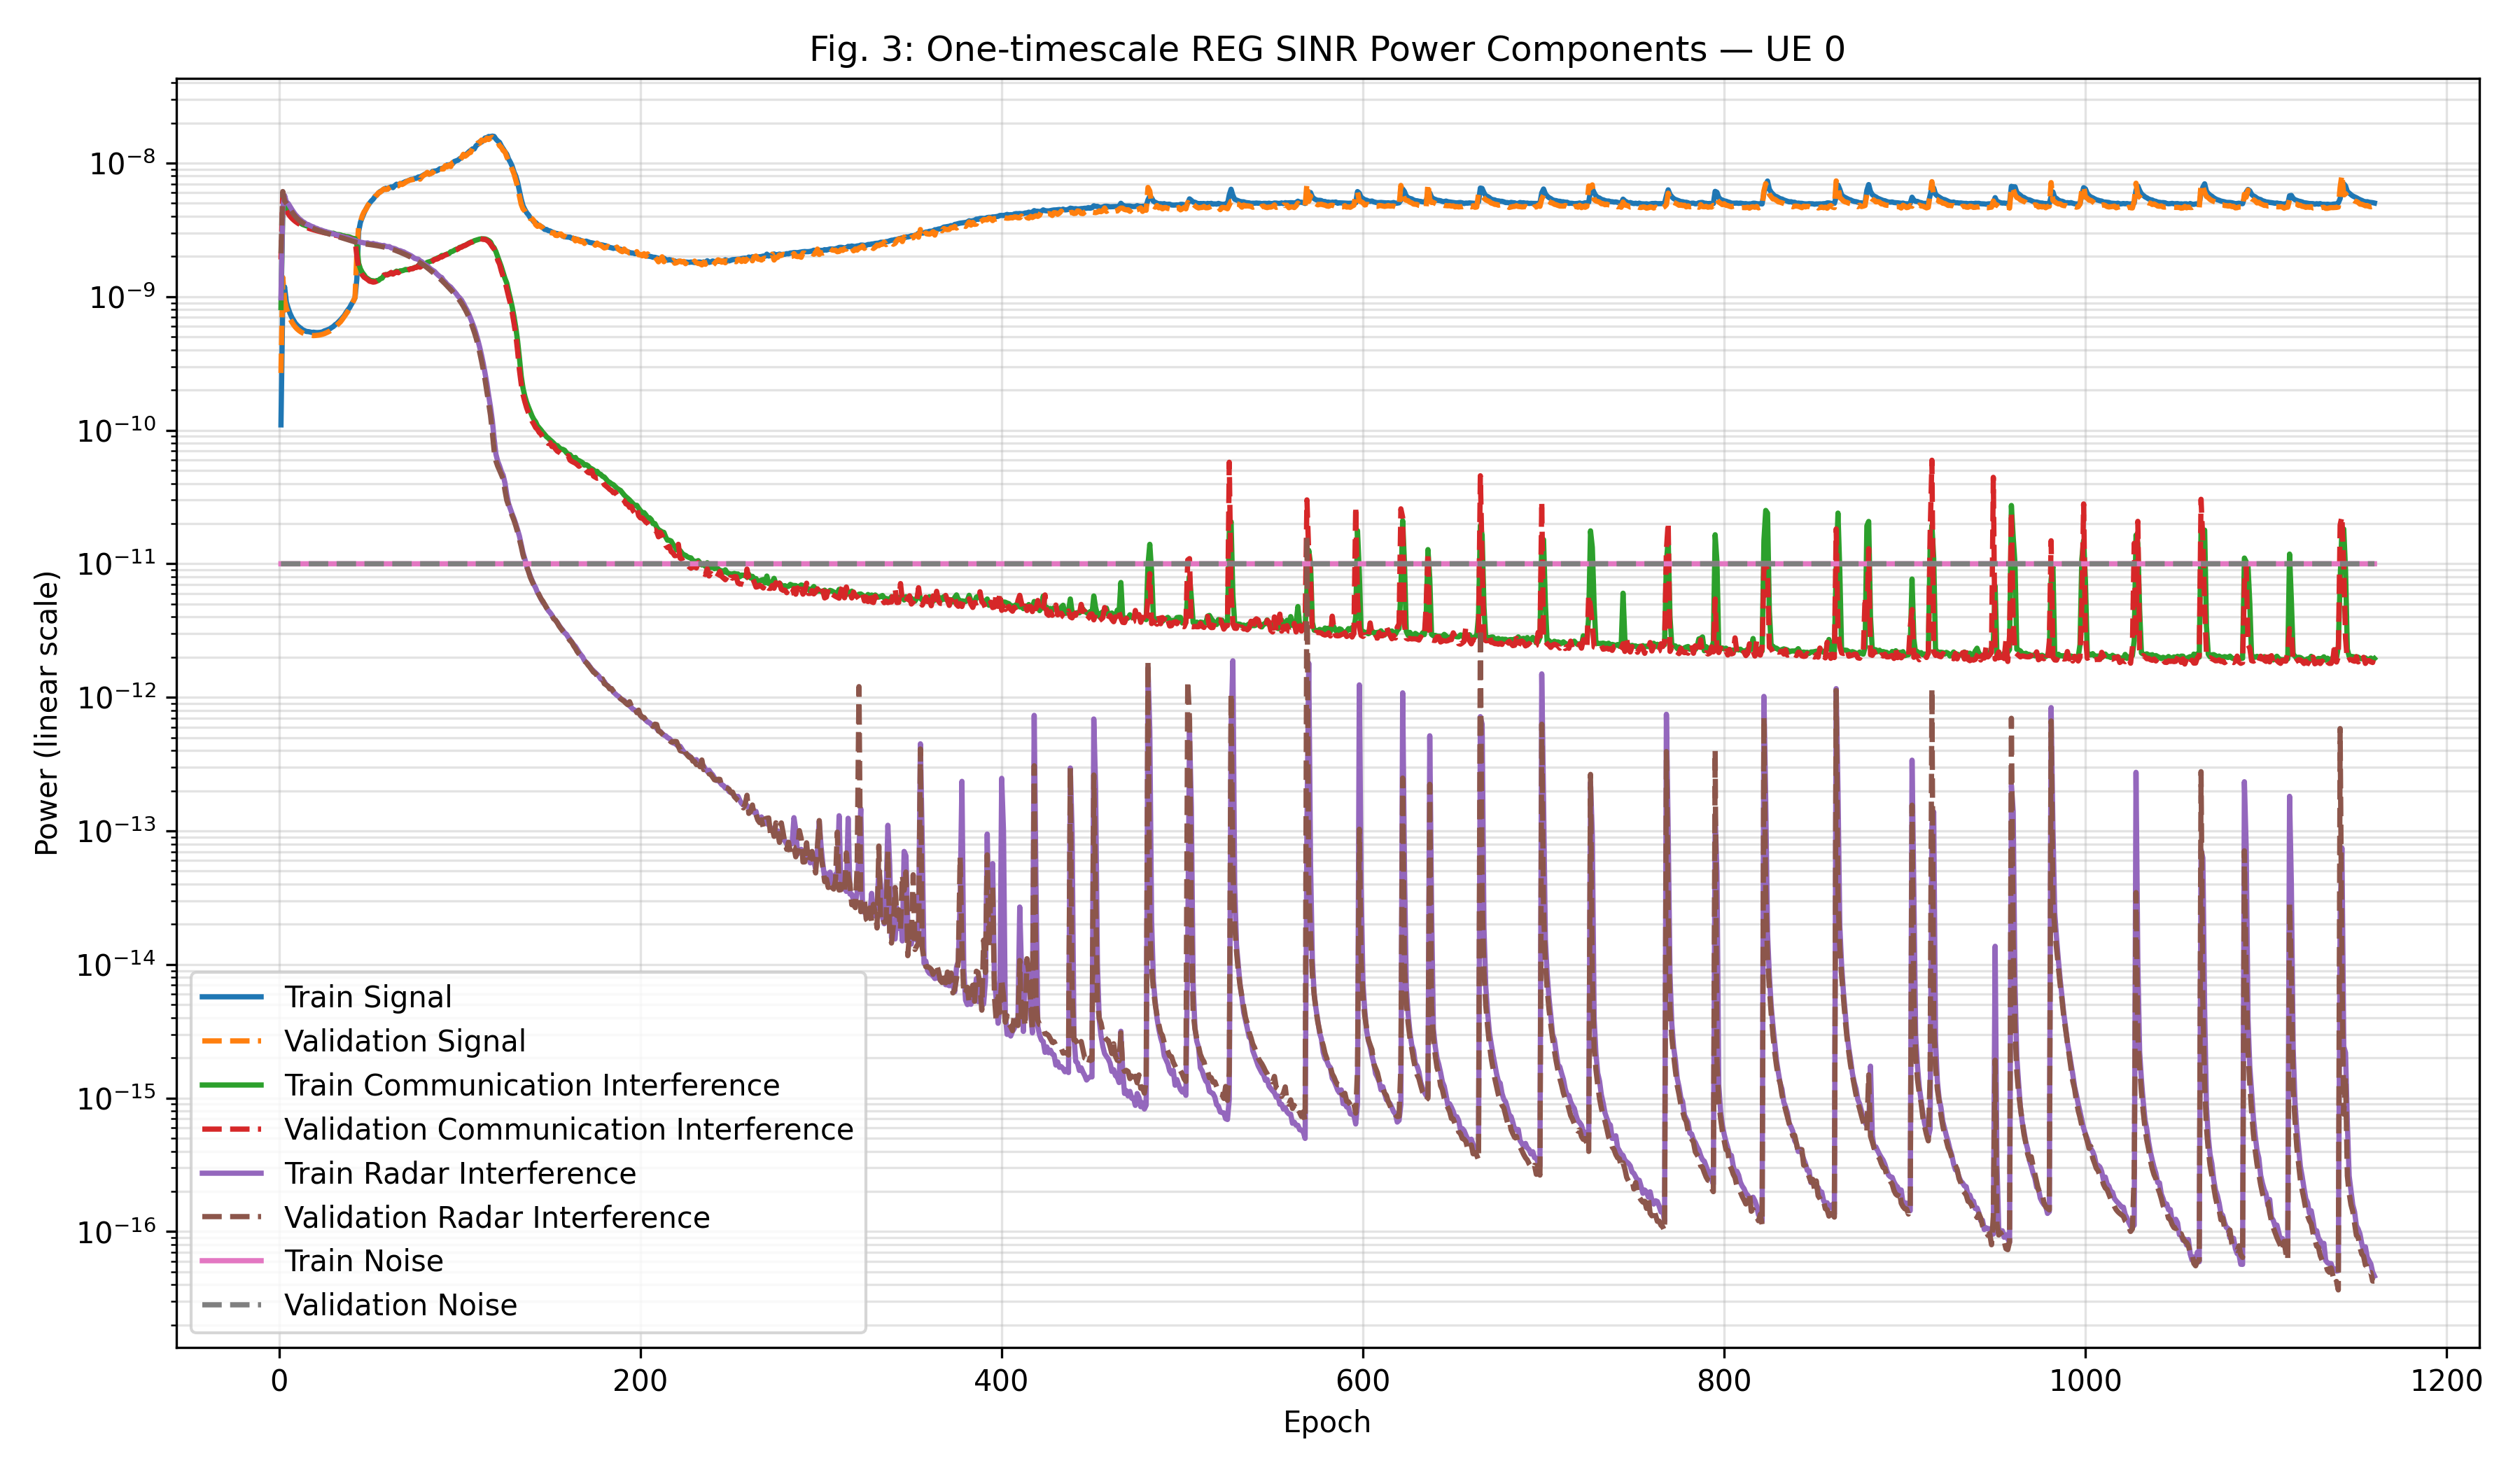 Fig. 3: One-timescale REG SINR Power Components — UE 0
Power (linear scale)
10⁻⁸
10⁻⁹
10⁻¹⁰
10⁻¹¹
10⁻¹²
10⁻¹³
10⁻¹⁴
10⁻¹⁵
10⁻¹⁶
Train Signal
Validation Signal
Train Communication Interference
Validation Communication Interference
Train Radar Interference
Validation Radar Interference
Train Noise
Validation Noise
0 200 400 600 800 1000 1200
Epoch